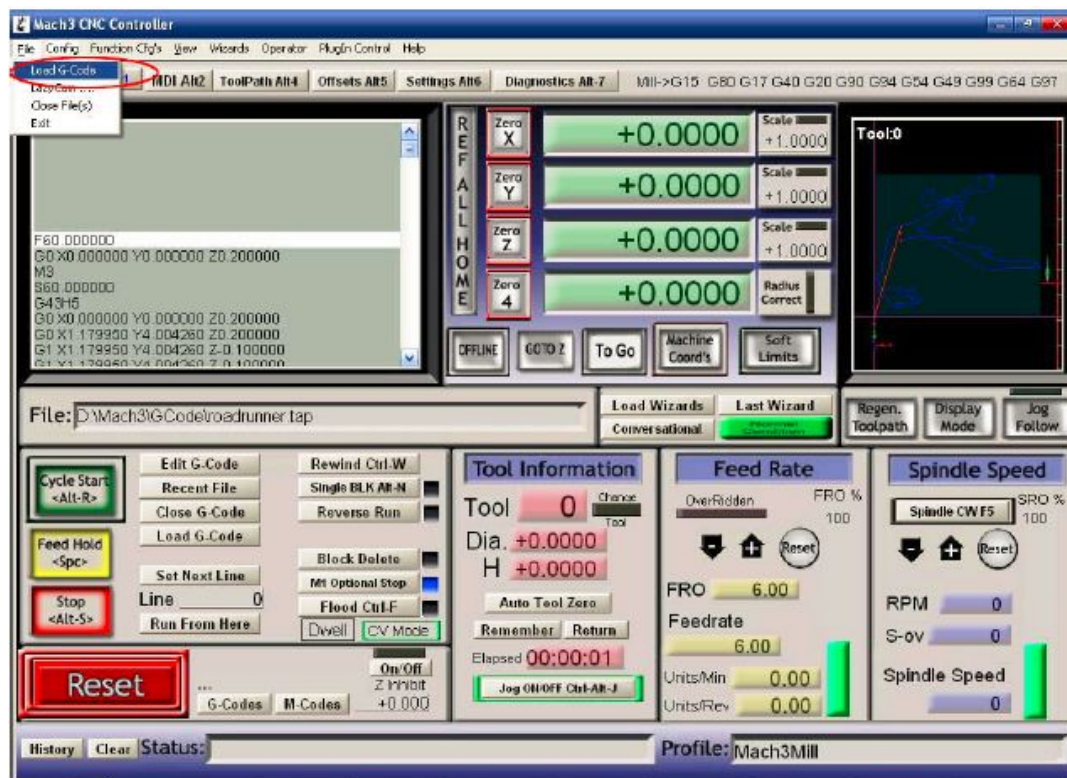 Mach3 CNC Controller
File Config Function Cfg's View Wizards Operator PlugIn Control Help
Load G-Code
Close File(s)
Exit
MDI Alt2 ToolPath Alt4 Offsets Alt5 Settings Alt6 Diagnostics Alt-7 Mill->G15 G80 G17 G40 G20 G90 G94 G54 G49 G99 G64 G97
F60.000000
G0 X0.000000 Y0.000000 Z0.200000
M3
S60.000000
G43H5
G0 X0.000000 Y0.000000 Z0.200000
G0 X1.179950 Y4.004260 Z0.200000
G1 X1.179950 Y4.004260 Z-0.100000
G1 X1.179950 Y4.004260 Z-0.100000
REF ALL HOME
Zero X +0.0000 Scale +1.0000
Zero Y +0.0000 Scale +1.0000
Zero Z +0.0000 Scale +1.0000
Zero 4 +0.0000 Radius Correct
OFFLINE GOTO Z To Go Machine Coord's Soft Limits
Tool:0
File: D:\Mach3\GCode\roadrunner.tap
Load Wizards Last Wizard
Conversational Normal Condition
Regen. Toolpath Display Mode Jog Follow
Cycle Start <Alt-R>
Feed Hold <Spc>
Stop <Alt-S>
Edit G-Code
Recent File
Close G-Code
Load G-Code
Set Next Line
Line 0
Run From Here
Rewind Ctrl-W
Single BLK Alt-N
Reverse Run
Block Delete
M1 Optional Stop
Flood Ctrl-F
Dwell CV Mode
Reset
...
G-Codes M-Codes
On/Off
Z Inhibit
+0.000
Tool Information
Tool 0 Change Tool
Dia. +0.0000
H +0.0000
Auto Tool Zero
Remember Return
Elapsed 00:00:01
Jog ON/OFF Ctrl-Alt-J
Feed Rate
OverRidden FRO %
100
Reset
FRO 6.00
Feedrate
6.00
Units/Min 0.00
Units/Rev 0.00
Spindle Speed
Spindle CW F5 SRO %
100
Reset
RPM 0
S-ov 0
Spindle Speed
0
History Clear Status:
Profile: Mach3Mill